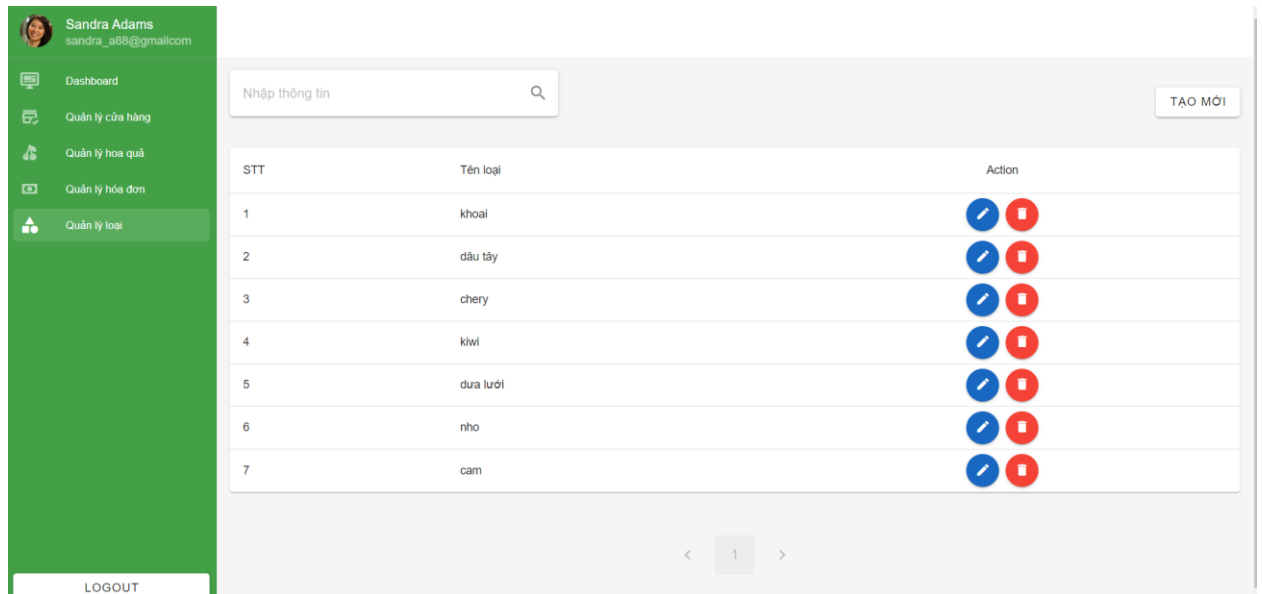 Sandra Adams
sandra_a88@gmailcom
Dashboard
Quản lý cửa hàng
Quản lý hoa quả
Quản lý hóa đơn
Quản lý loại
LOGOUT
Nhập thông tin
TẠO MỚI
STT Tên loại Action
1 khoai
2 dâu tây
3 chery
4 kiwi
5 dưa lưới
6 nho
7 cam
1